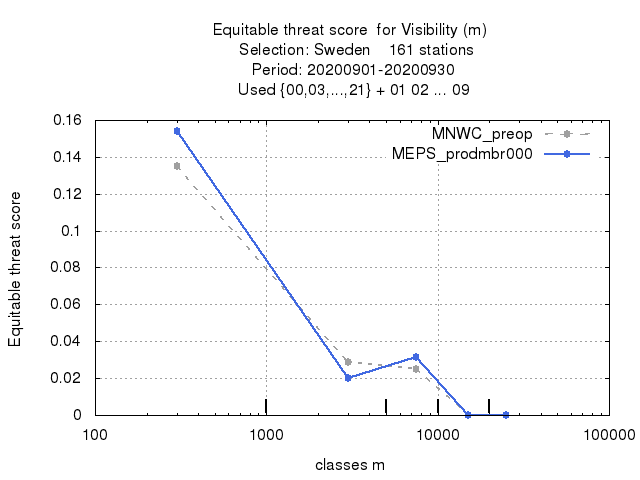 Equitable threat score  for Visibility (m)
Selection: Sweden    161 stations
Period: 20200901-20200930
Used {00,03,...,21} + 01 02 ... 09
MNWC_preop
MEPS_prodmbr000
Equitable threat score
0.16
0.14
0.12
0.1
0.08
0.06
0.04
0.02
0
100 1000 10000 100000
classes m